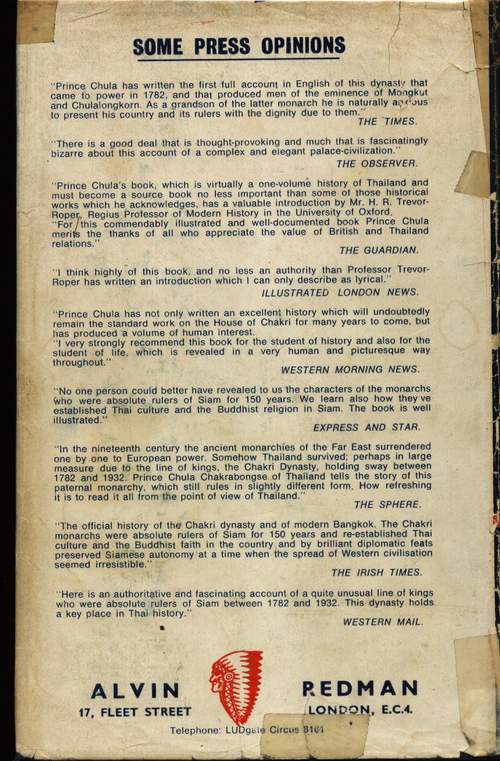 SOME PRESS OPINIONS
"Prince Chula has written the first full account in English of this dynasty that
came to power in 1782, and that produced men of the eminence of Mongkut
and Chulalongkorn. As a grandson of the latter monarch he is naturally anxious
to present his country and its rulers with the dignity due to them."
THE TIMES.
"There is a good deal that is thought-provoking and much that is fascinatingly
bizarre about this account of a complex and elegant palace-civilization."
THE OBSERVER.
"Prince Chula's book, which is virtually a one-volume history of Thailand and
must become a source book no less important than some of those historical
works which he acknowledges, has a valuable introduction by Mr. H. R. Trevor-
Roper, Regius Professor of Modern History in the University of Oxford.
"For this commendably illustrated and well-documented book Prince Chula
merits the thanks of all who appreciate the value of British and Thailand
relations."
THE GUARDIAN.
"I think highly of this book, and no less an authority than Professor Trevor-
Roper has written an introduction which I can only describe as lyrical."
ILLUSTRATED LONDON NEWS.
"Prince Chula has not only written an excellent history which will undoubtedly
remain the standard work on the House of Chakri for many years to come, but
has produced a volume of human interest.
"I very strongly recommend this book for the student of history and also for the
student of life, which is revealed in a very human and picturesque way
throughout."
WESTERN MORNING NEWS.
"No one person could better have revealed to us the characters of the monarchs
who were absolute rulers of Siam for 150 years. We learn also how they've
established Thai culture and the Buddhist religion in Siam. The book is well
illustrated."
EXPRESS AND STAR.
"In the nineteenth century the ancient monarchies of the Far East surrendered
one by one to European power. Somehow Thailand survived; perhaps in large
measure due to the line of kings, the Chakri Dynasty, holding sway between
1782 and 1932. Prince Chula Chakrabongse of Thailand tells the story of this
paternal monarchy, which still rules in slightly different form. How refreshing
it is to read it all from the point of view of Thailand."
THE SPHERE.
"The official history of the Chakri dynasty and of modern Bangkok. The Chakri
monarchs were absolute rulers of Siam for 150 years and re-established Thai
culture and the Buddhist faith in the country and by brilliant diplomatic feats
preserved Siamese autonomy at a time when the spread of Western civilisation
seemed irresistible."
THE IRISH TIMES.
"Here is an authoritative and fascinating account of a quite unusual line of kings
who were absolute rulers of Siam between 1782 and 1932. This dynasty holds
a key place in Thai history."
WESTERN MAIL.
ALVIN REDMAN
17, FLEET STREET LONDON, E.C.4.
Telephone: LUDgate Circus 8161